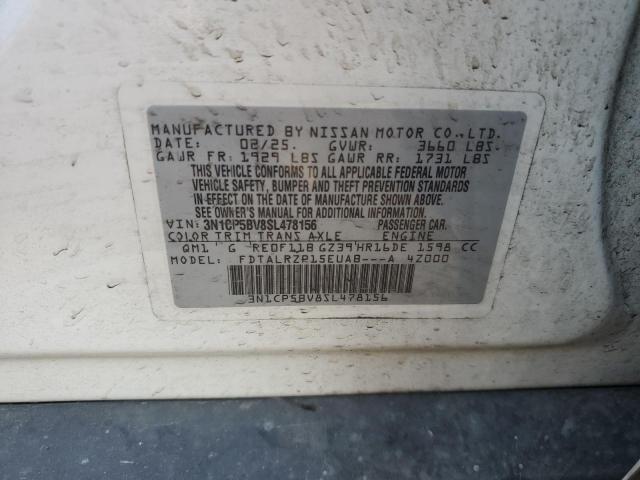 MANUFACTURED BY NISSAN MOTOR CO.,LTD.
DATE: 02/25. GVWR: 3660 LBS.
GAWR FR: 1929 LBS GAWR RR: 1731 LBS
THIS VEHICLE CONFORMS TO ALL APPLICABLE FEDERAL MOTOR
VEHICLE SAFETY, BUMPER AND THEFT PREVENTION STANDARDS
IN EFFECT ON THE DATE OF MANUFACTURE SHOWN ABOVE.
SEE OWNER'S MANUAL FOR ADDITIONAL INFORMATION.
VIN: 3N1CP5BV8SL478156 PASSENGER CAR.
COLOR TRIM TRANS AXLE ENGINE
QM1 G RE0F11B GZ39 HR16DE 1598 CC
MODEL: FDTALRZP15EUAB---A 4Z000
3N1CP5BV8SL478156